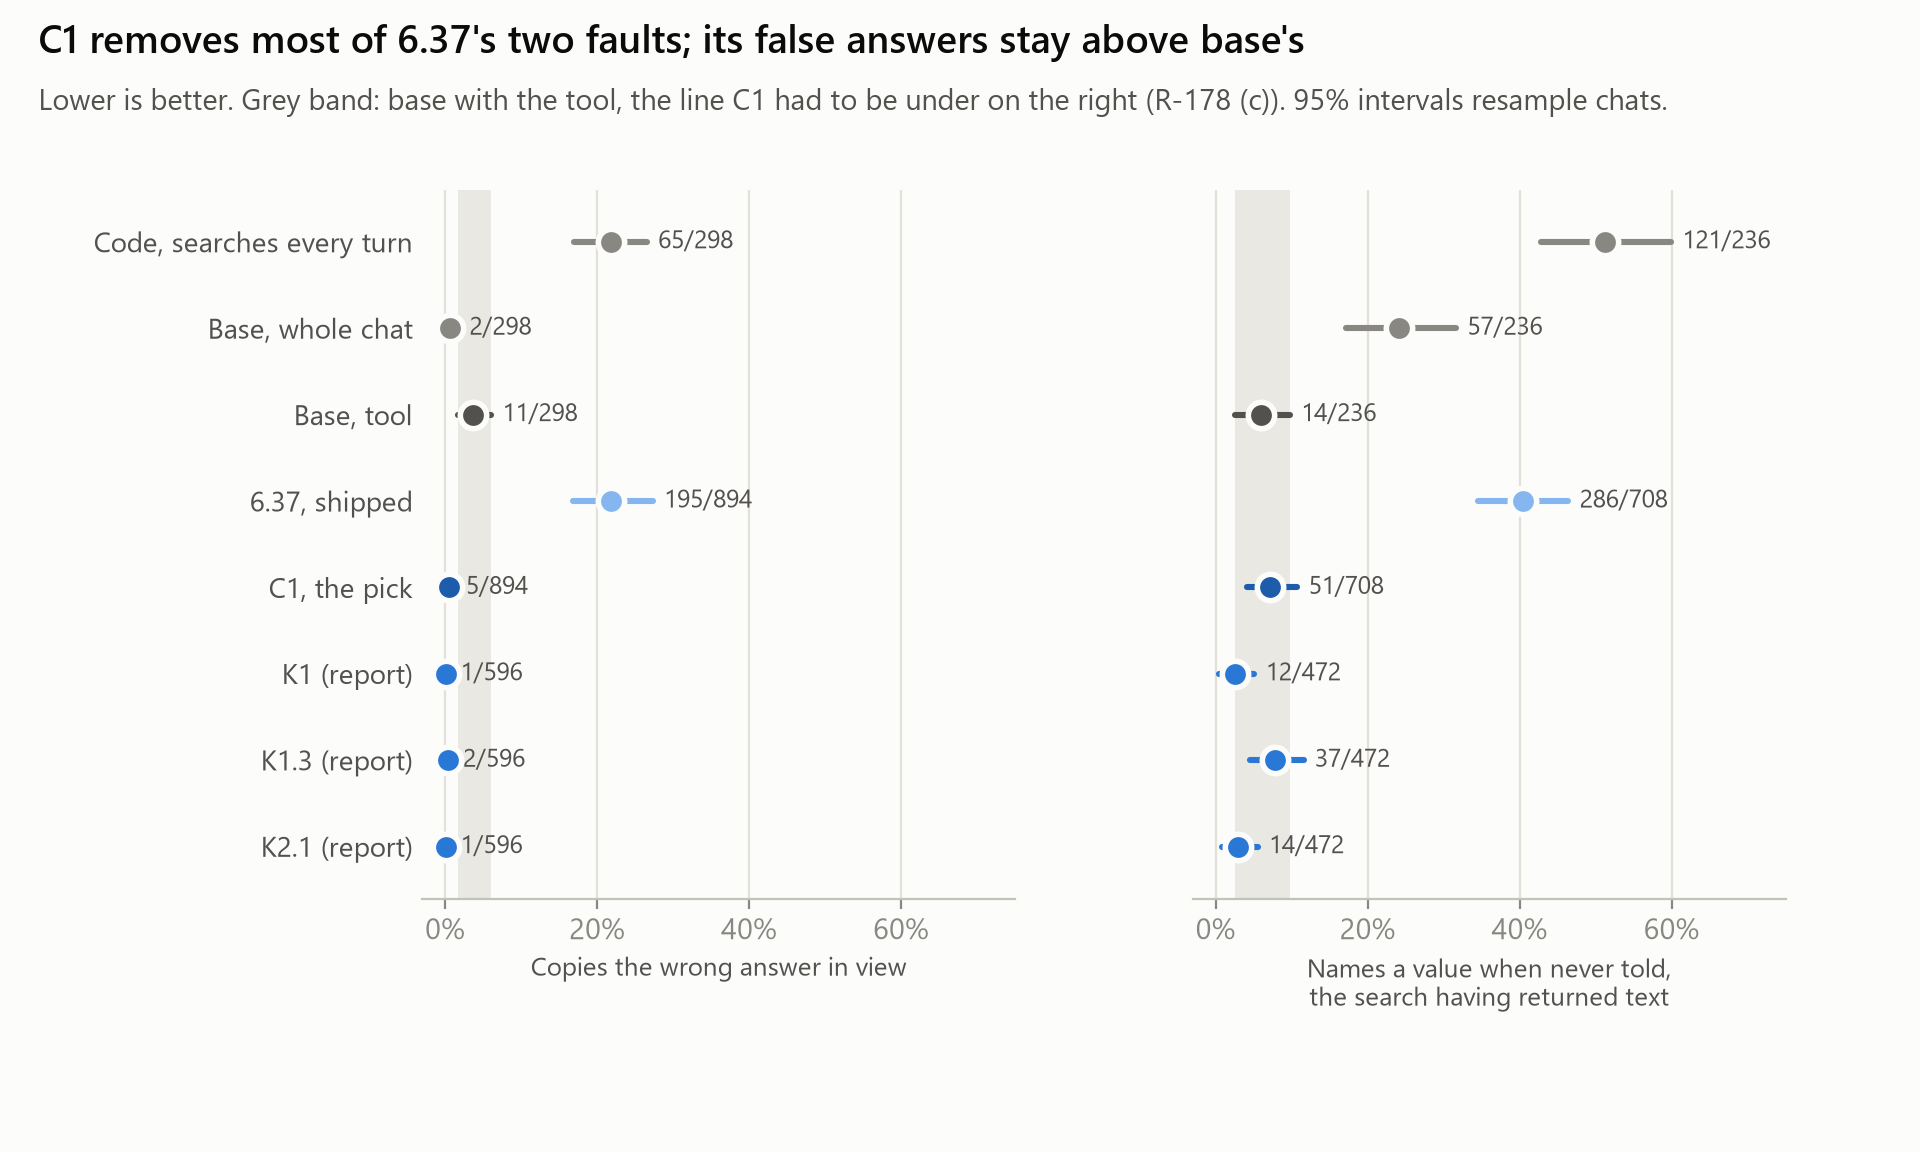 C1 removes most of 6.37's two faults; its false answers stay above base's
Lower is better. Grey band: base with the tool, the line C1 had to be under on the right (R-178 (c)). 95% intervals resample chats.
Code, searches every turn
65/298
121/236
Base, whole chat
2/298
57/236
Base, tool
11/298
14/236
6.37, shipped
195/894
286/708
C1, the pick
5/894
51/708
K1 (report)
1/596
12/472
K1.3 (report)
2/596
37/472
K2.1 (report)
1/596
14/472
0% 20% 40% 60%
0% 20% 40% 60%
Copies the wrong answer in view
Names a value when never told,
the search having returned text